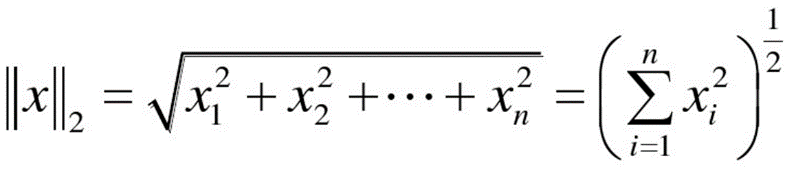 ‖x‖₂ = √(x₁² + x₂² + ⋯ + xₙ²) = (∑ᵢ₌₁ⁿ xᵢ²)^(1/2)